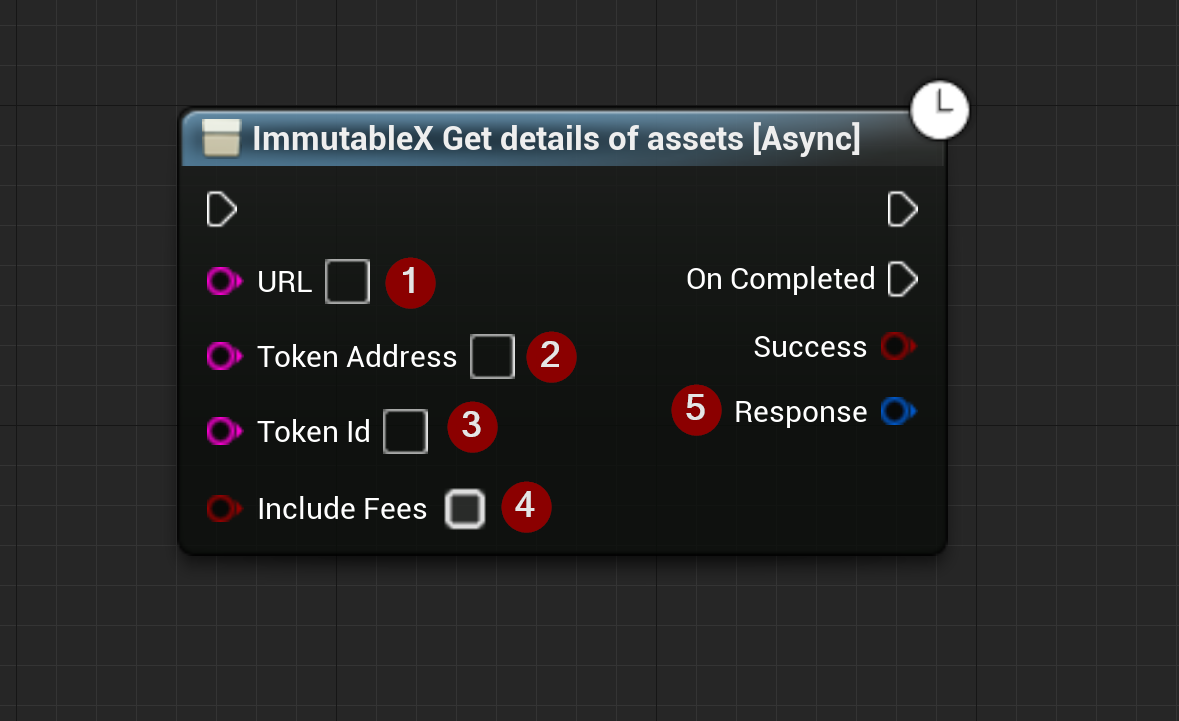 ImmutableX Get details of assets [Async]
URL 1
On Completed
Token Address 2
Success
Token Id 3
5 Response
Include Fees 4